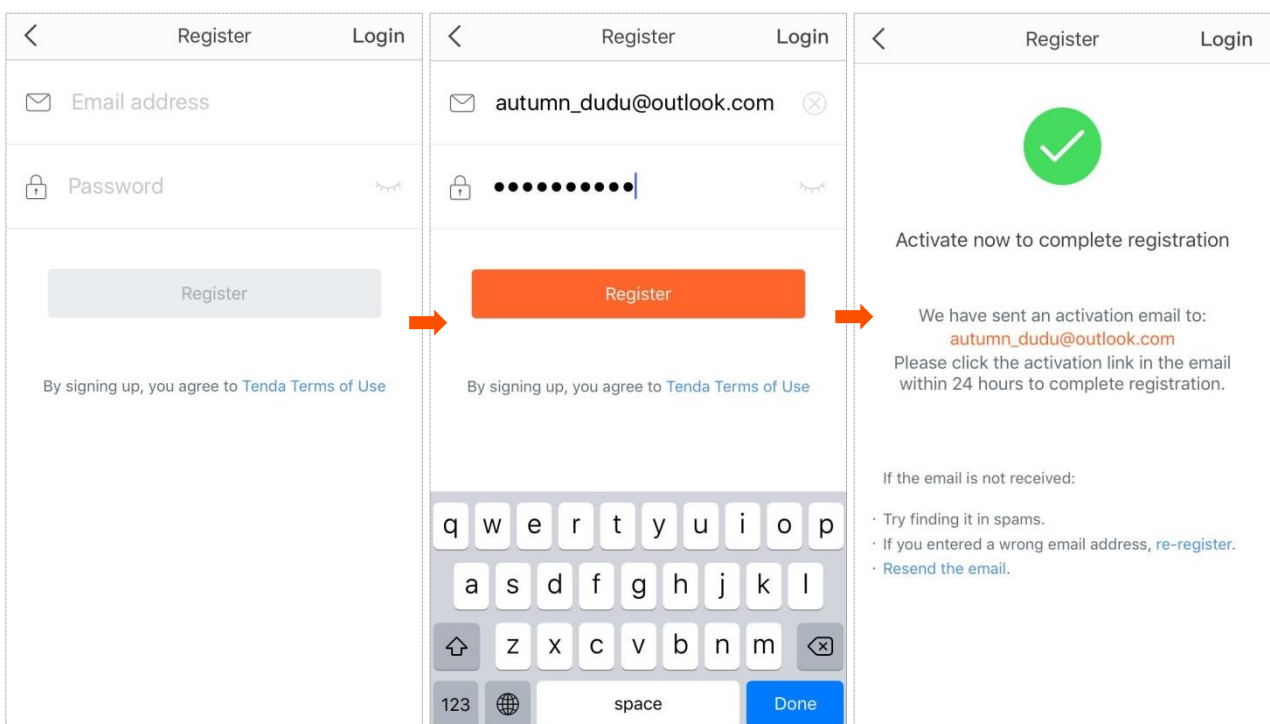 Register Login
Email address
Password
Register
By signing up, you agree to Tenda Terms of Use
Register Login
autumn_dudu@outlook.com
Register
By signing up, you agree to Tenda Terms of Use
q w e r t y u i o p
a s d f g h j k l
z x c v b n m
123 space Done
Register Login
Activate now to complete registration
We have sent an activation email to:
autumn_dudu@outlook.com
Please click the activation link in the email
within 24 hours to complete registration.
If the email is not received:
· Try finding it in spams.
· If you entered a wrong email address, re-register.
· Resend the email.